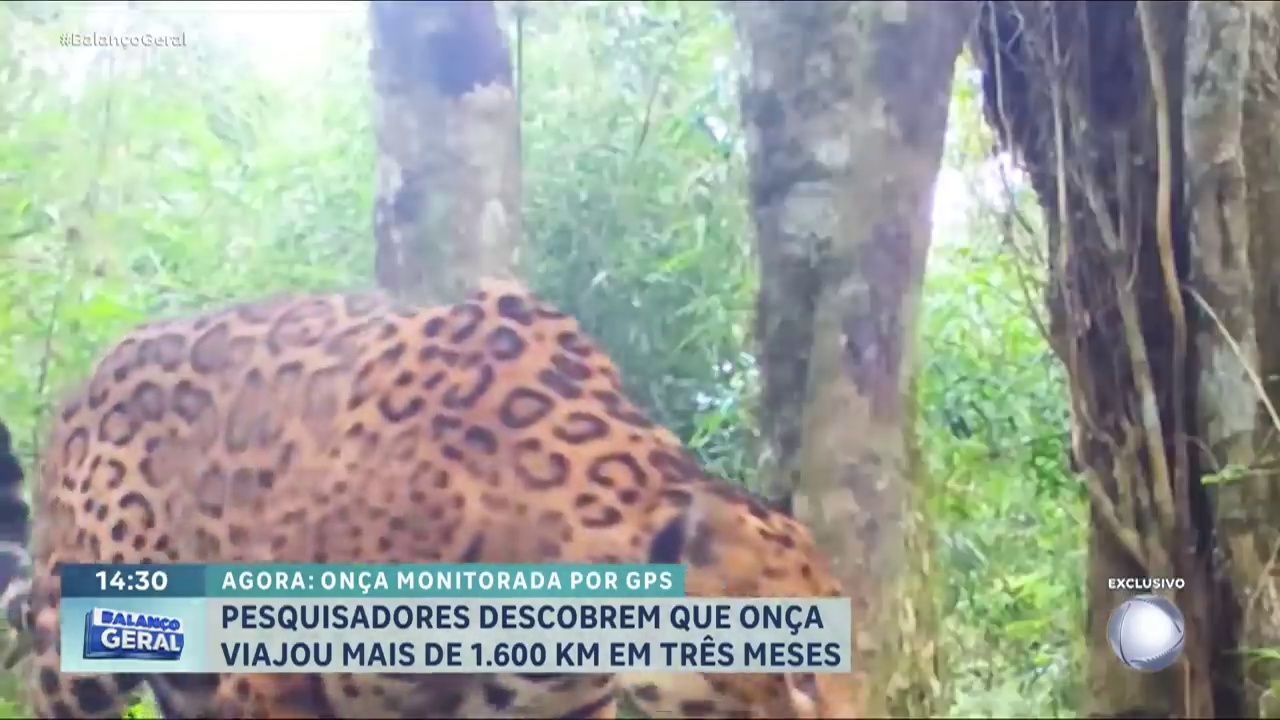 #BalançoGeral
EXCLUSIVO
14:30
AGORA: ONÇA MONITORADA POR GPS
BALANÇO
GERAL
PESQUISADORES DESCOBREM QUE ONÇA
VIAJOU MAIS DE 1.600 KM EM TRÊS MESES